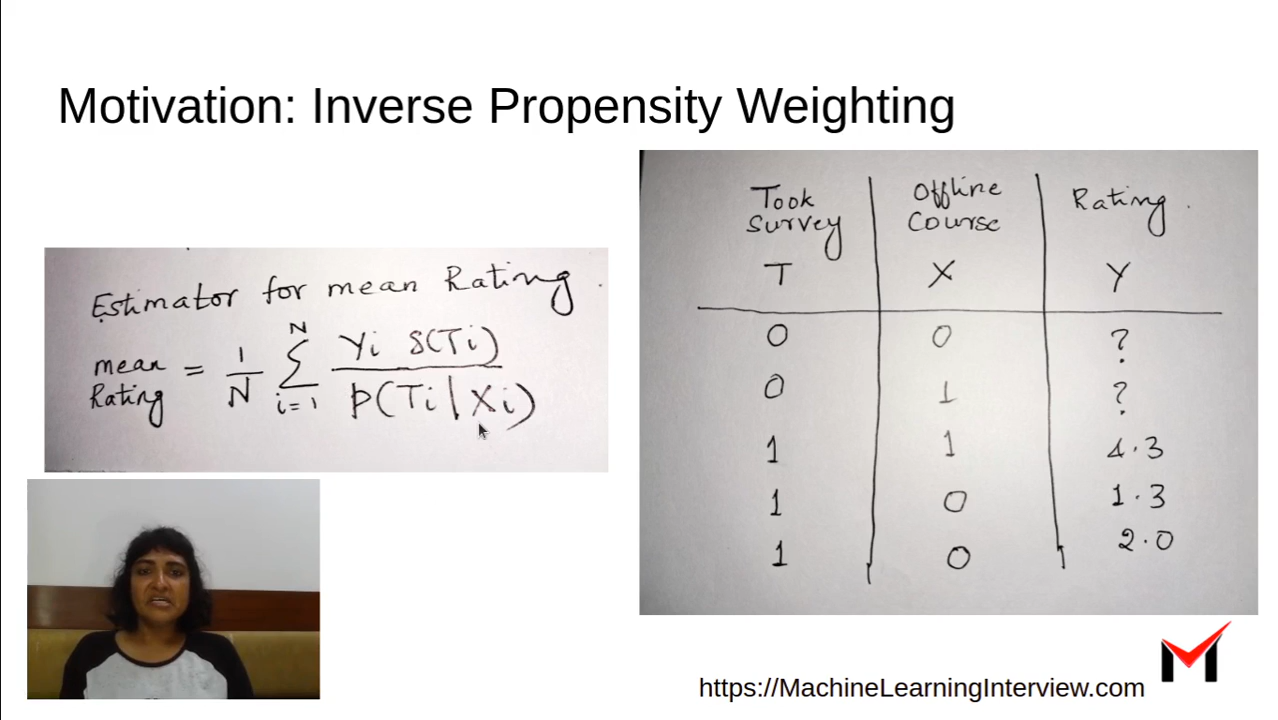 Motivation: Inverse Propensity Weighting
Estimator for mean Rating.
mean Rating = 1/N N Σ i=1 Yi δ(Ti) / p(Ti | Xi)
Took Survey | Offline Course | Rating.
T | X | Y
0 | 0 | ?
0 | 1 | ?
1 | 1 | 4.3
1 | 0 | 1.3
1 | 0 | 2.0
https://MachineLearningInterview.com